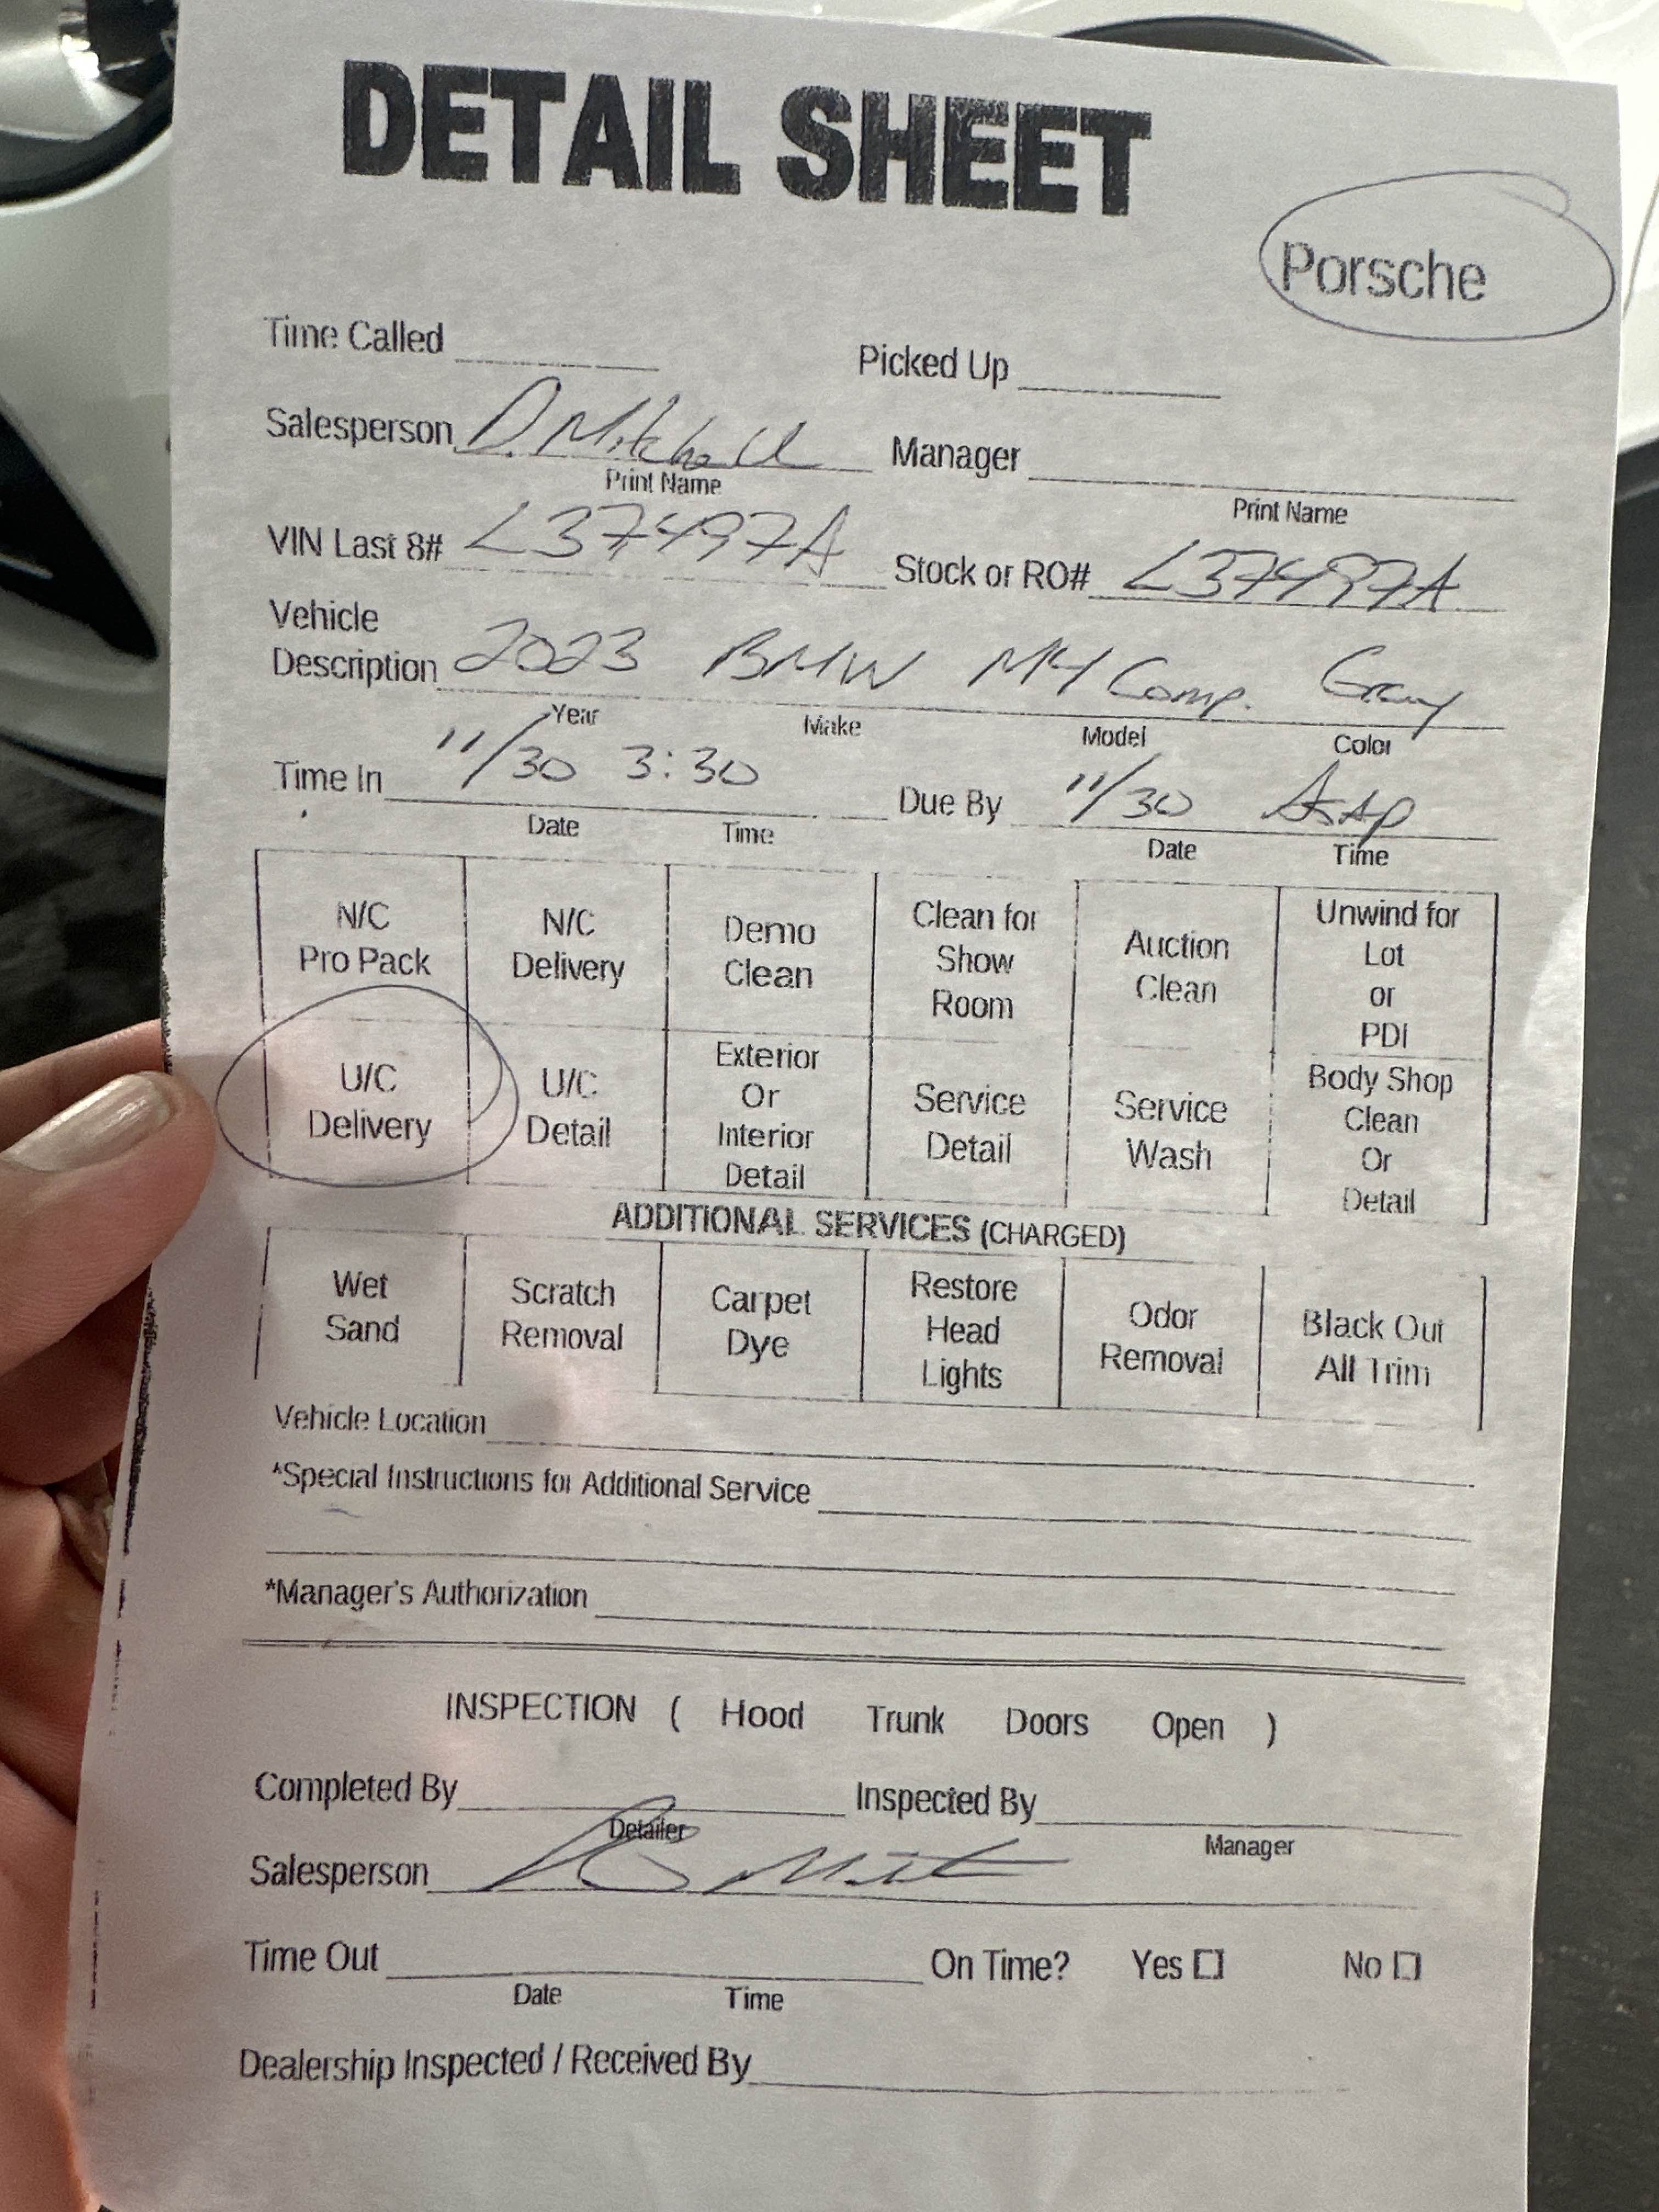 DETAIL SHEET
Porsche
Time Called Picked Up
Salesperson D. Mitchell Manager
Print Name Print Name
VIN Last 8# L37497A Stock or RO# L37497A
Vehicle
Description 2023 BMW M4 Comp. Gray
Year Make Model Color
Time In 11/30 3:30 Due By 11/30 Asap
Date Time Date Time
N/C Pro Pack N/C Delivery Demo Clean Clean for Show Room Auction Clean Unwind for Lot or PDI
U/C Delivery U/C Detail Exterior Or Interior Detail Service Detail Service Wash Body Shop Clean Or Detail
ADDITIONAL SERVICES (CHARGED)
Wet Sand Scratch Removal Carpet Dye Restore Head Lights Odor Removal Black Out All Trim
Vehicle Location
*Special Instructions for Additional Service
*Manager's Authorization
INSPECTION ( Hood Trunk Doors Open )
Completed By Inspected By
Detailer Manager
Salesperson
Time Out On Time? Yes No
Date Time
Dealership Inspected / Received By